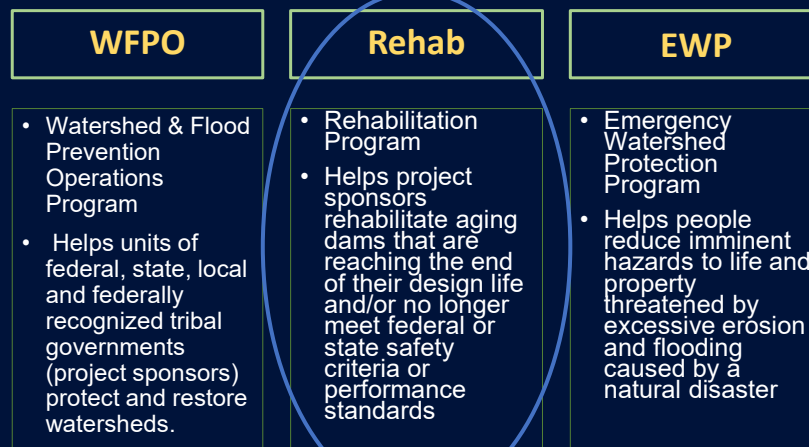 WFPO
• Watershed & Flood
Prevention
Operations
Program
• Helps units of
federal, state, local
and federally
recognized tribal
governments
(project sponsors)
protect and restore
watersheds.
Rehab
• Rehabilitation
Program
• Helps project
sponsors
rehabilitate aging
dams that are
reaching the end
of their design life
and/or no longer
meet federal or
state safety
criteria or
performance
standards
EWP
• Emergency
Watershed
Protection
Program
• Helps people
reduce imminent
hazards to life and
property
threatened by
excessive erosion
and flooding
caused by a
natural disaster